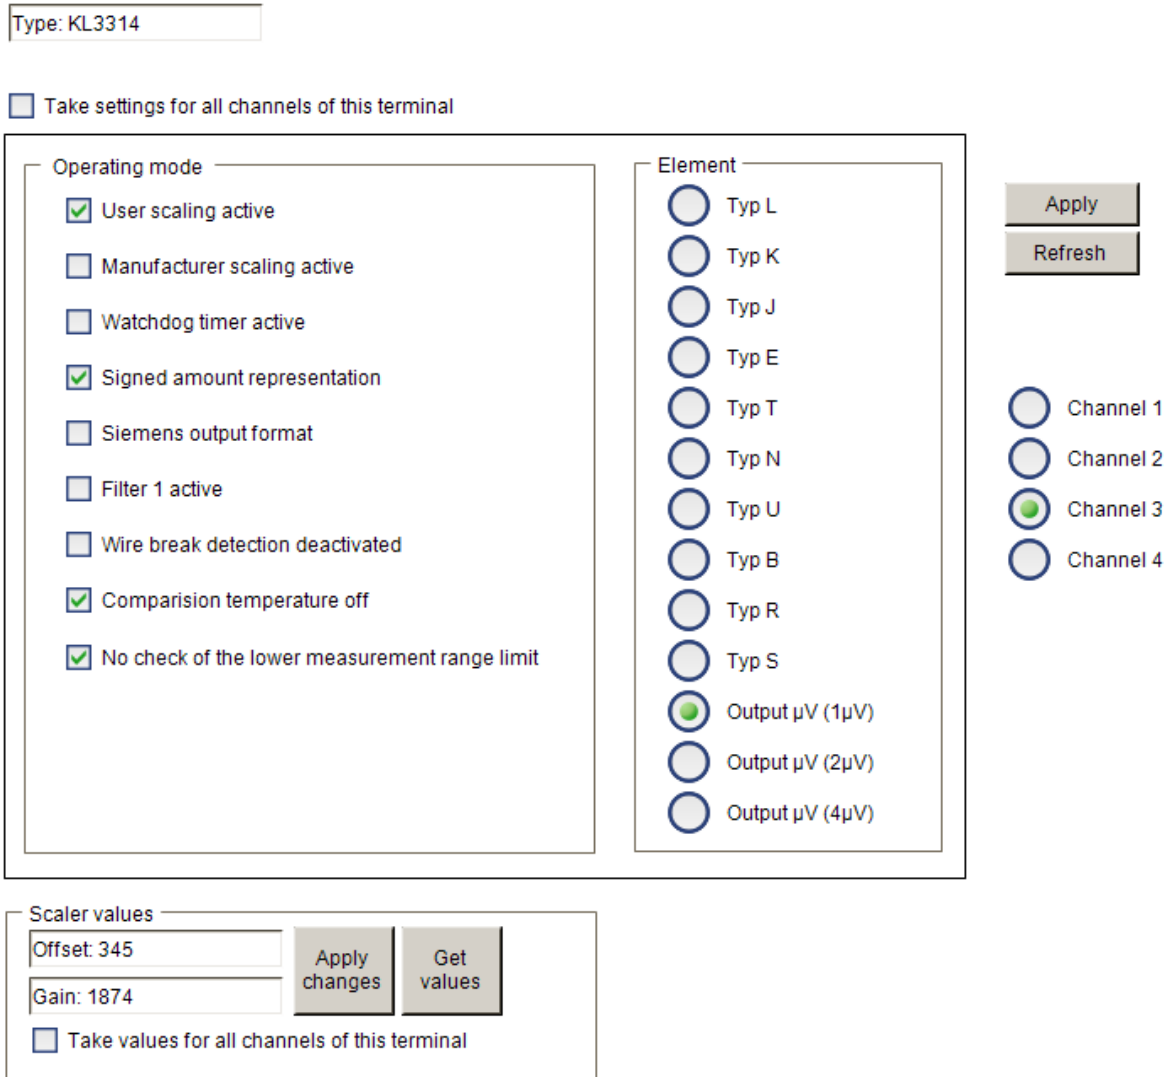 Type: KL3314
Take settings for all channels of this terminal
Operating mode
User scaling active
Manufacturer scaling active
Watchdog timer active
Signed amount representation
Siemens output format
Filter 1 active
Wire break detection deactivated
Comparision temperature off
No check of the lower measurement range limit
Element
Typ L
Typ K
Typ J
Typ E
Typ T
Typ N
Typ U
Typ B
Typ R
Typ S
Output µV (1µV)
Output µV (2µV)
Output µV (4µV)
Apply
Refresh
Channel 1
Channel 2
Channel 3
Channel 4
Scaler values
Offset: 345
Gain: 1874
Apply
changes
Get
values
Take values for all channels of this terminal